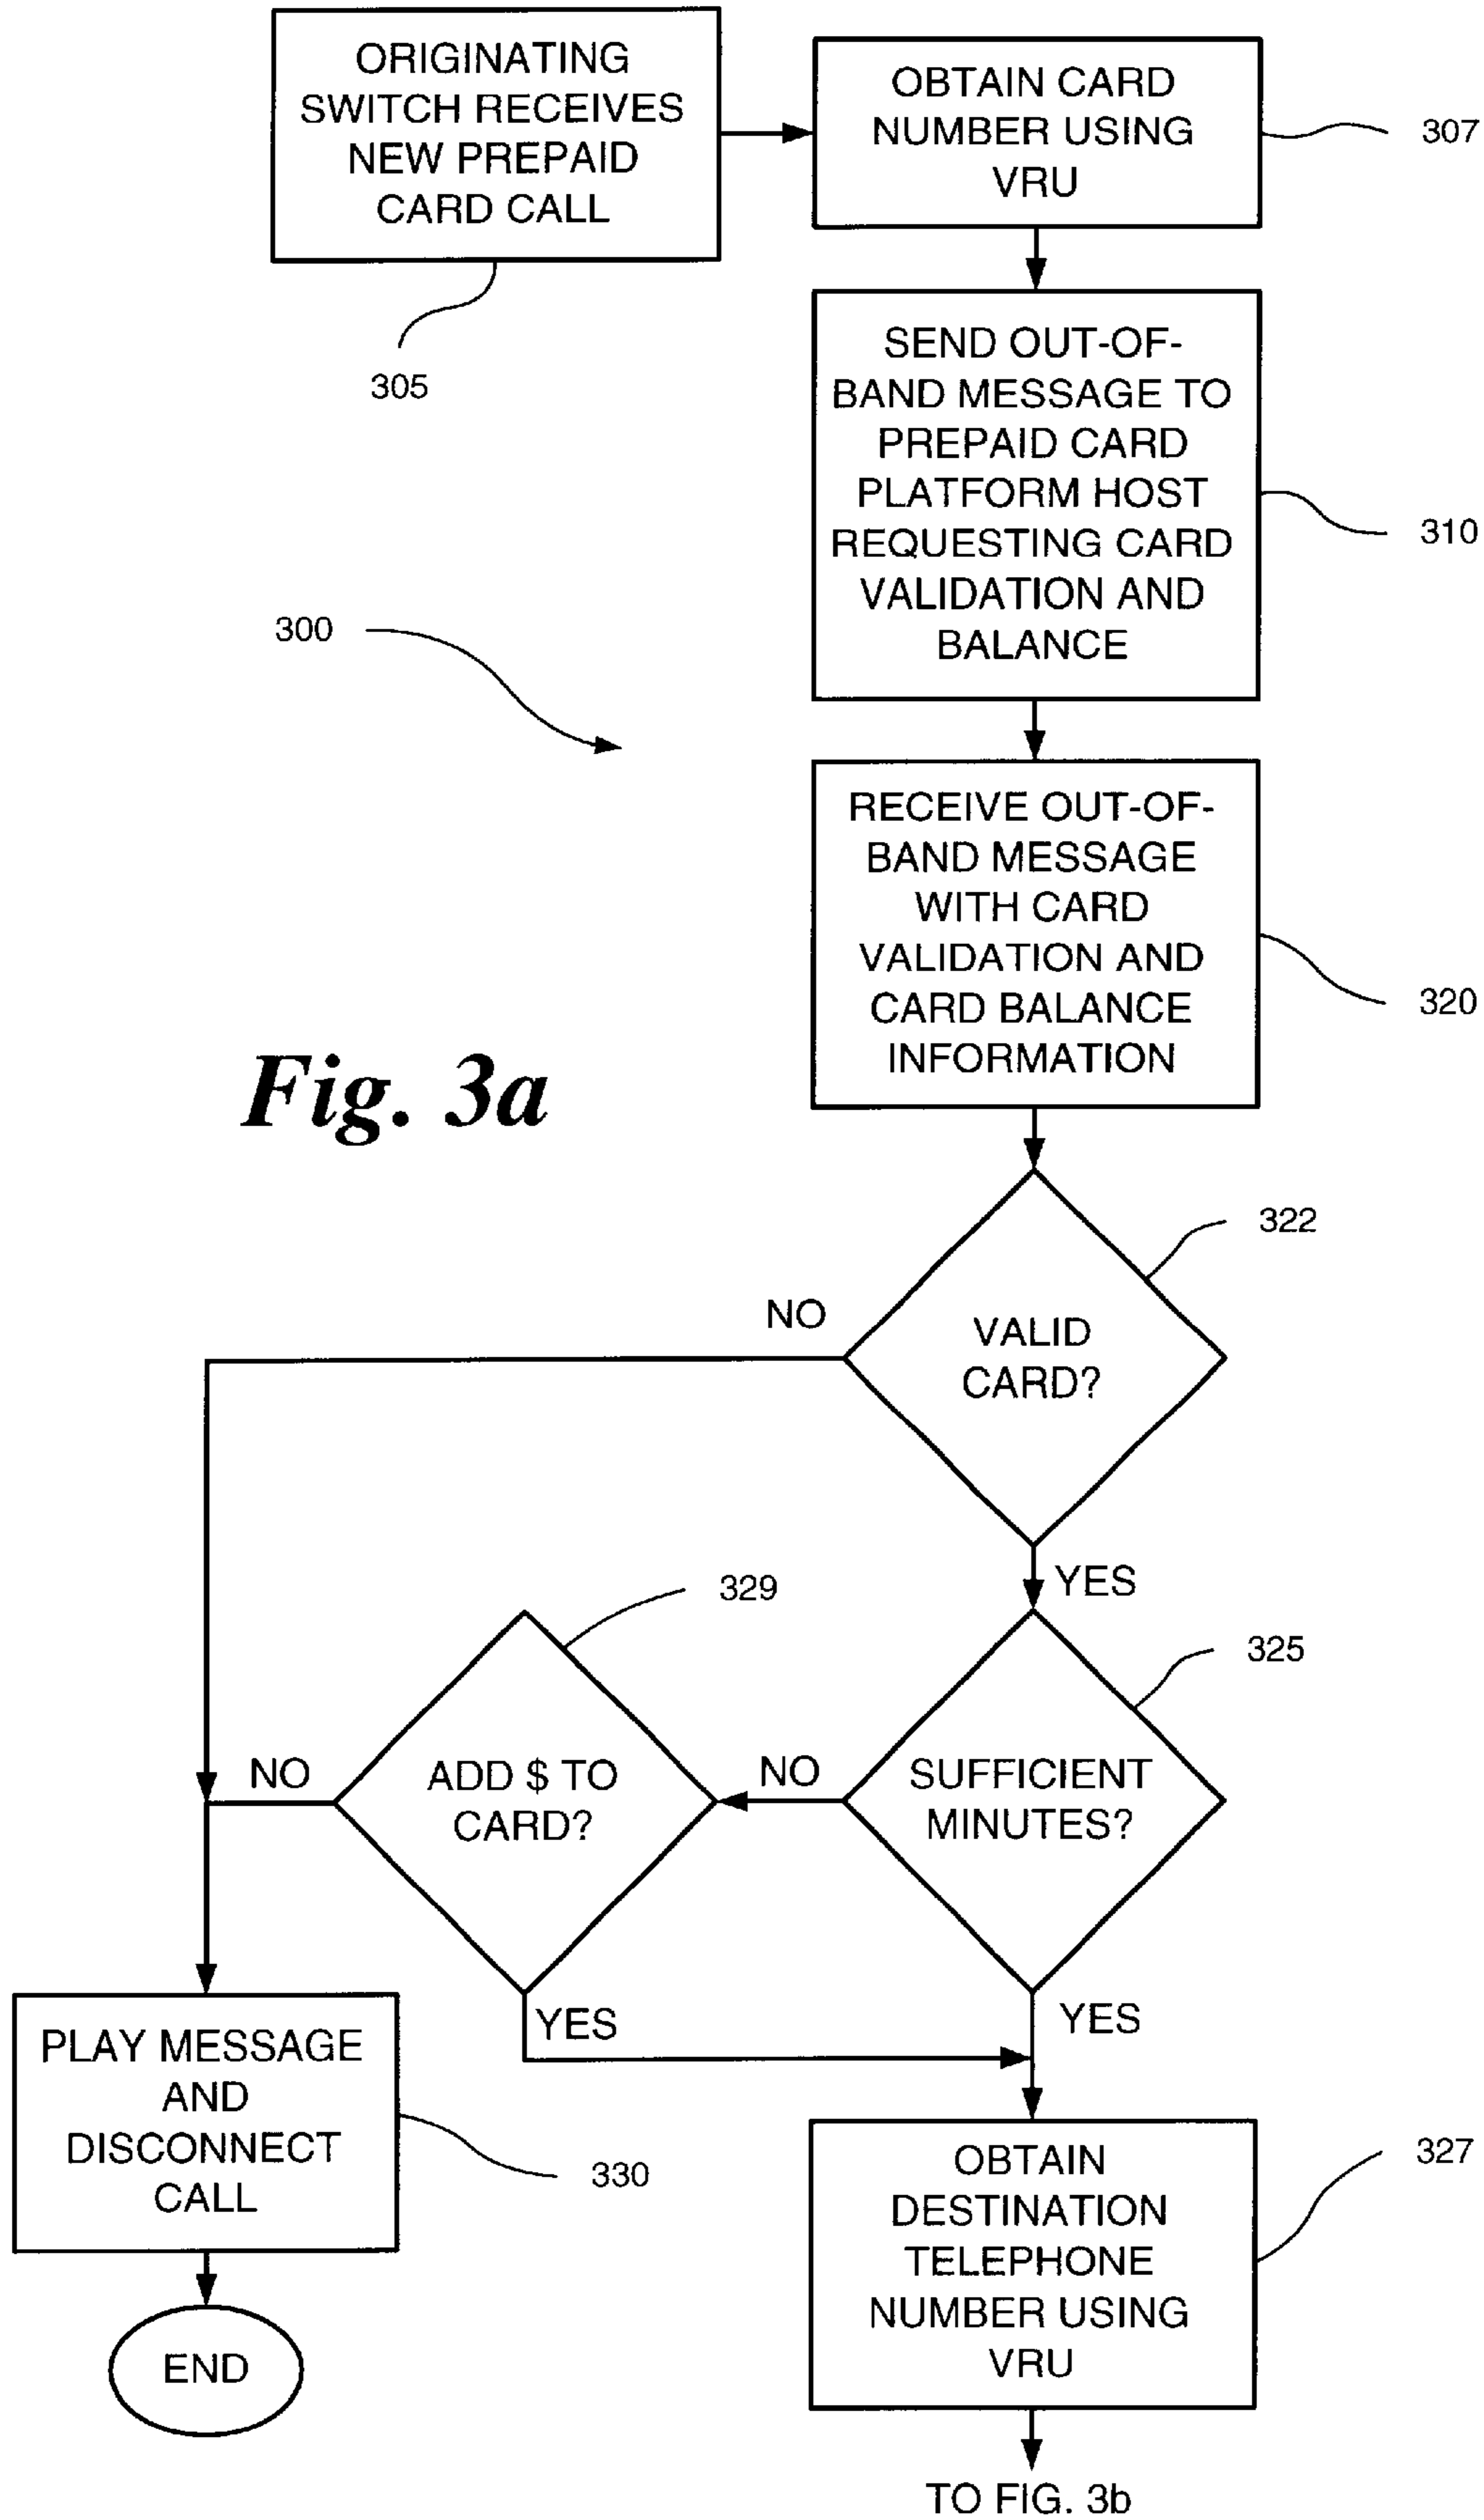 ORIGINATING
SWITCH RECEIVES
NEW PREPAID
CARD CALL
305
OBTAIN CARD
NUMBER USING
VRU
307
SEND OUT-OF-
BAND MESSAGE TO
PREPAID CARD
PLATFORM HOST
REQUESTING CARD
VALIDATION AND
BALANCE
310
300
RECEIVE OUT-OF-
BAND MESSAGE
WITH CARD
VALIDATION AND
CARD BALANCE
INFORMATION
320
Fig. 3a
322
NO
VALID
CARD?
YES
329
325
NO
ADD $ TO
CARD?
NO
SUFFICIENT
MINUTES?
YES
YES
PLAY MESSAGE
AND
DISCONNECT
CALL
330
OBTAIN
DESTINATION
TELEPHONE
NUMBER USING
VRU
327
END
TO FIG. 3b